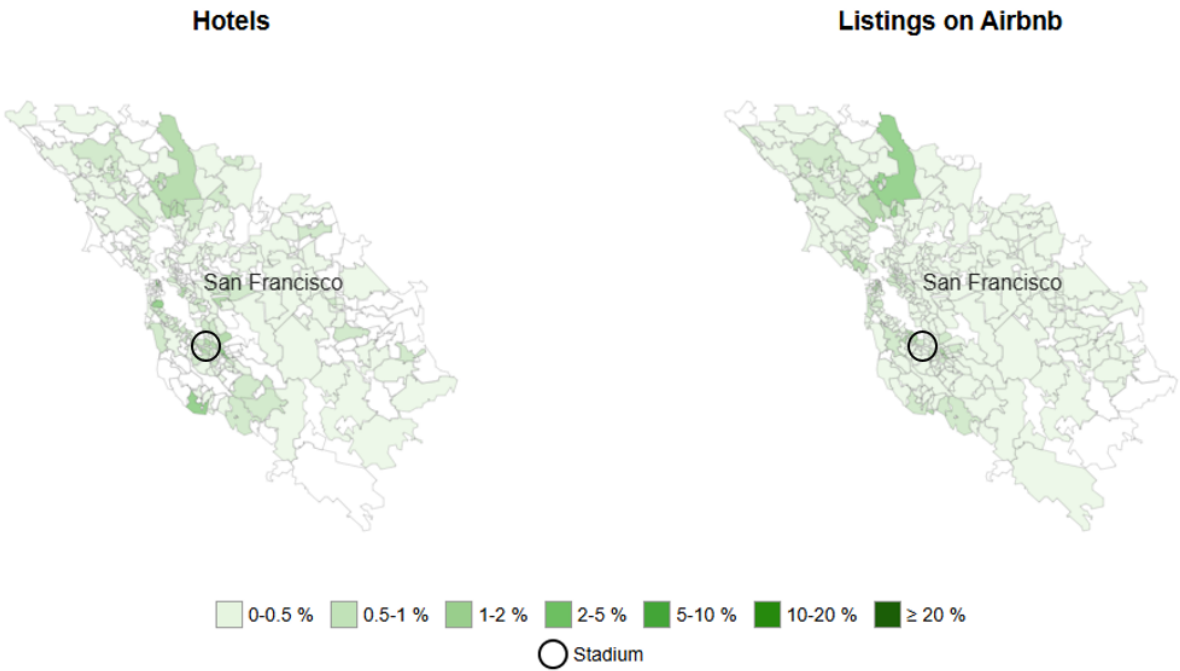 Hotels
Listings on Airbnb
San Francisco
San Francisco
0-0.5 %
0.5-1 %
1-2 %
2-5 %
5-10 %
10-20 %
≥ 20 %
Stadium